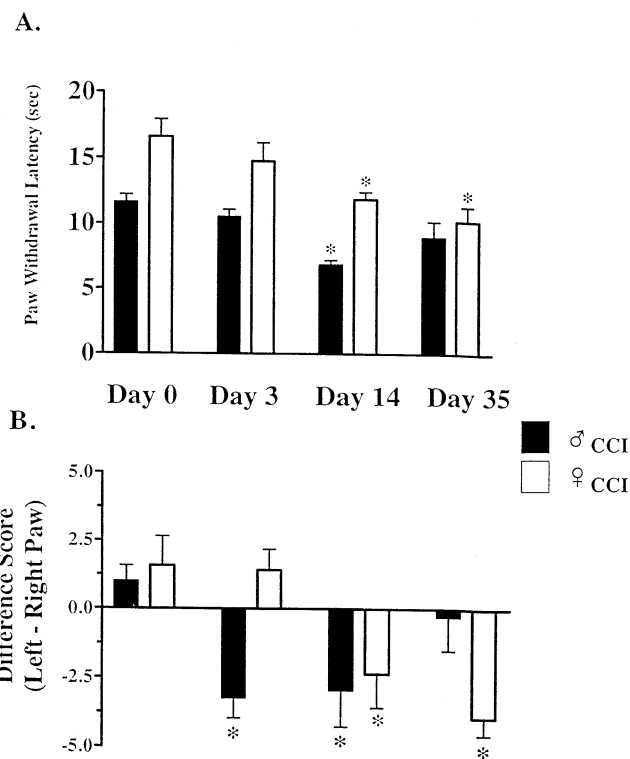 A.
Paw Withdrawal Latency (sec)
20
15
10
5
0
*
*
*
Day 0 Day 3 Day 14 Day 35
B.
♂ CCI
♀ CCI
Difference Score
(Left - Right Paw)
5.0
2.5
0.0
-2.5
-5.0
*
*
*
*